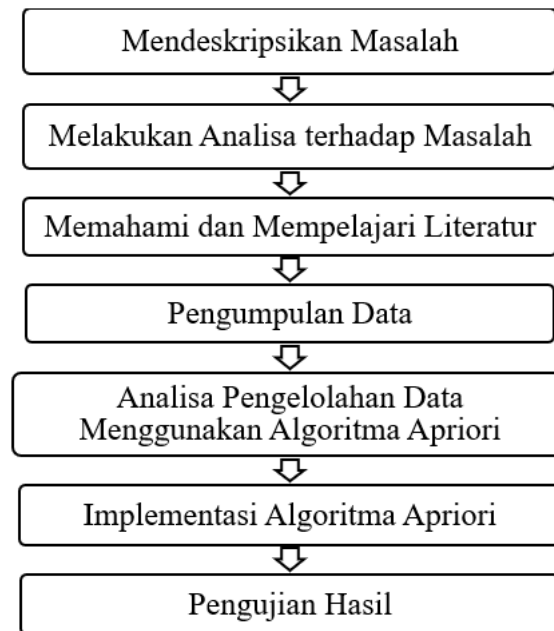 Mendeskripsikan Masalah
Melakukan Analisa terhadap Masalah
Memahami dan Mempelajari Literatur
Pengumpulan Data
Analisa Pengelolahan Data
Menggunakan Algoritma Apriori
Implementasi Algoritma Apriori
Pengujian Hasil